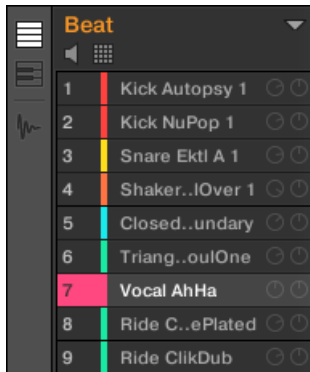 Beat
1 Kick Autopsy 1
2 Kick NuPop 1
3 Snare Ektl A 1
4 Shaker..lOver 1
5 Closed..undary
6 Triang..oulOne
7 Vocal AhHa
8 Ride C..ePlated
9 Ride ClikDub